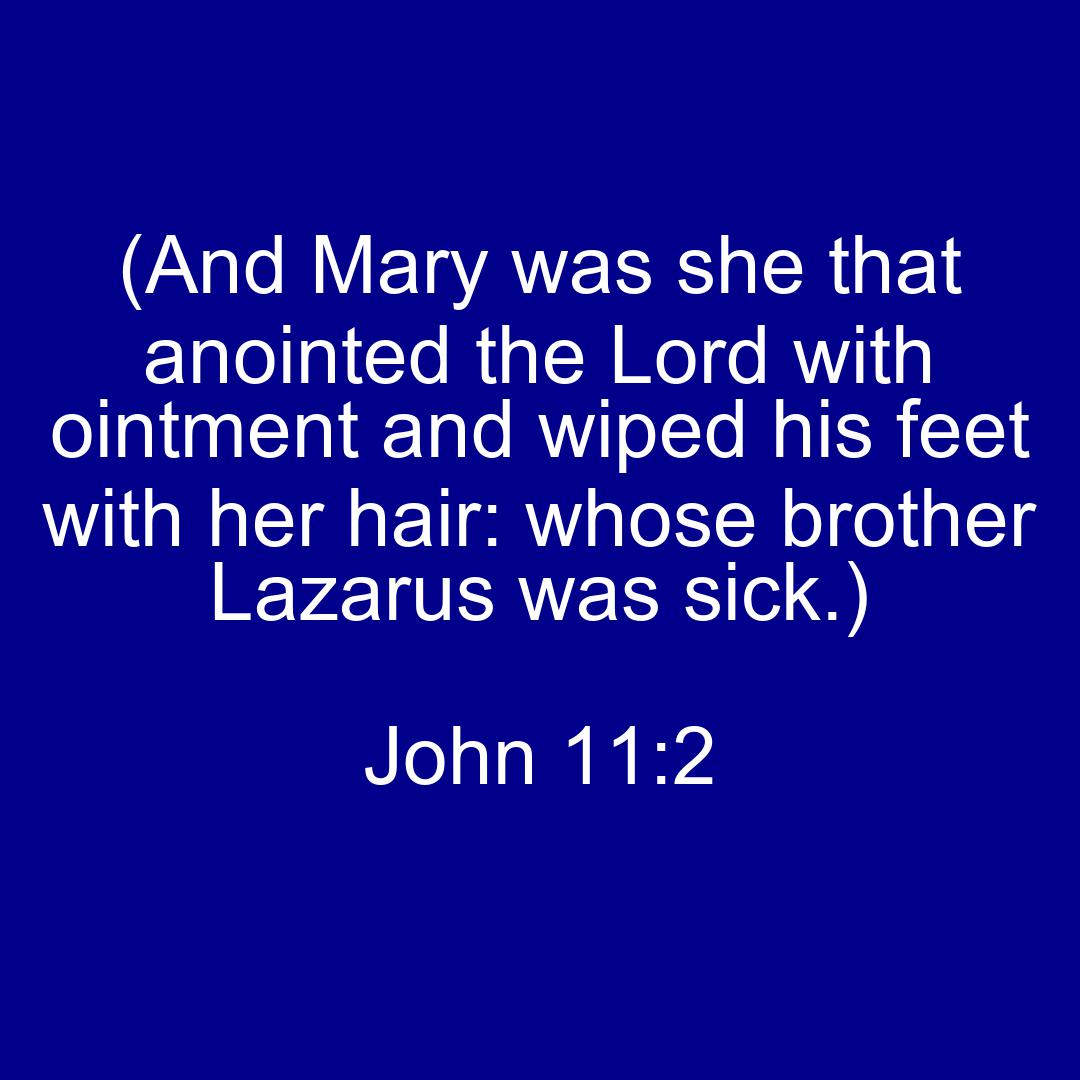 (And Mary was she that
anointed the Lord with
ointment and wiped his feet
with her hair: whose brother
Lazarus was sick.)
John 11:2